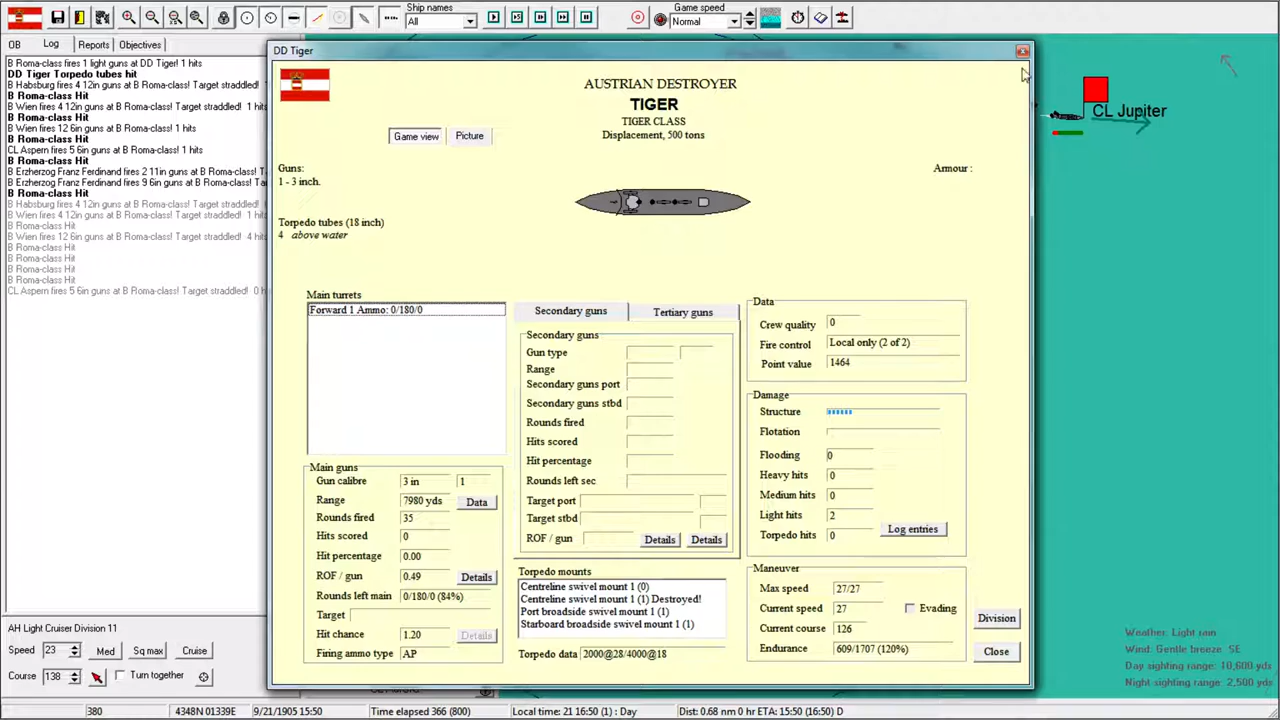 Ship names
All
Game speed
Normal
OB
Log
Reports
Objectives
B Roma-class fires 1 light guns at DD Tiger! 1 hits
DD Tiger Torpedo tubes hit
B Habsburg fires 4 12in guns at B Roma-class! Target straddled!
B Roma-class Hit
B Wien fires 4 12in guns at B Roma-class! Target straddled! 1 h
B Roma-class Hit
B Wien fires 12 6in guns at B Roma-class! 1 hits
B Roma-class Hit
CL Aspern fires 5 6in guns at B Roma-class! 1 hits
B Roma-class Hit
B Erzherzog Franz Ferdinand fires 2 11in guns at B Roma-class! T
B Erzherzog Franz Ferdinand fires 9 6in guns at B Roma-class! Ta
B Roma-class Hit
B Habsburg fires 4 12in guns at B Roma-class! Target straddled!
B Wien fires 4 12in guns at B Roma-class! Target straddled!
B Roma-class Hit
B Wien fires 12 6in guns at B Roma-class! Target straddled! 4 hit
B Roma-class Hit
B Roma-class Hit
B Roma-class Hit
B Roma-class Hit
CL Aspern fires 5 6in guns at B Roma-class! Target straddled! 0 h
AH Light Cruiser Division 11
Speed 23 Med Sq max Cruise
Course 138 Turn together
DD Tiger
AUSTRIAN DESTROYER
TIGER
TIGER CLASS
Displacement, 500 tons
Game view
Picture
Guns:
1 - 3 inch.
Armour :
Torpedo tubes (18 inch)
4 above water
Main turrets
Forward 1 Ammo: 0/180/0
Main guns
Gun calibre 3 in 1
Range 7980 yds Data
Rounds fired 35
Hits scored 0
Hit percentage 0.00
ROF / gun 0.49 Details
Rounds left main 0/180/0 (84%)
Target
Hit chance 1.20 Details
Firing ammo type AP
Secondary guns
Tertiary guns
Secondary guns
Gun type
Range
Secondary guns port
Secondary guns stbd
Rounds fired
Hits scored
Hit percentage
Rounds left sec
Target port
Target stbd
ROF / gun Details Details
Torpedo mounts
Centreline swivel mount 1 (0)
Centreline swivel mount 1 (1) Destroyed!
Port broadside swivel mount 1 (1)
Starboard broadside swivel mount 1 (1)
Torpedo data 2000@28/4000@18
Data
Crew quality 0
Fire control Local only (2 of 2)
Point value 1464
Damage
Structure
Flotation
Flooding 0
Heavy hits 0
Medium hits 0
Light hits 2
Torpedo hits 0
Log entries
Maneuver
Max speed 27/27
Current speed 27 Evading
Current course 126
Endurance 609/1707 (120%)
Division
Close
CL Jupiter
Weather: Light rain
Wind: Gentle breeze SE
Day sighting range: 10,600 yds
Night sighting range: 2,500 yds
380
4348N 01339E
9/21/1905 15:50
Time elapsed 366 (800)
Local time: 21 16:50 : Day
Dist: 0.68 nm 0 hr ETA: 15:50 (16:50) D